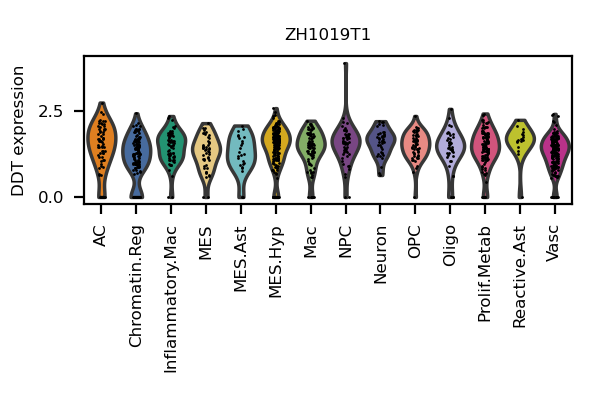 ZH1019T1
DDT expression
2.5
0.0
AC
Chromatin.Reg
Inflammatory.Mac
MES
MES.Ast
MES.Hyp
Mac
NPC
Neuron
OPC
Oligo
Prolif.Metab
Reactive.Ast
Vasc